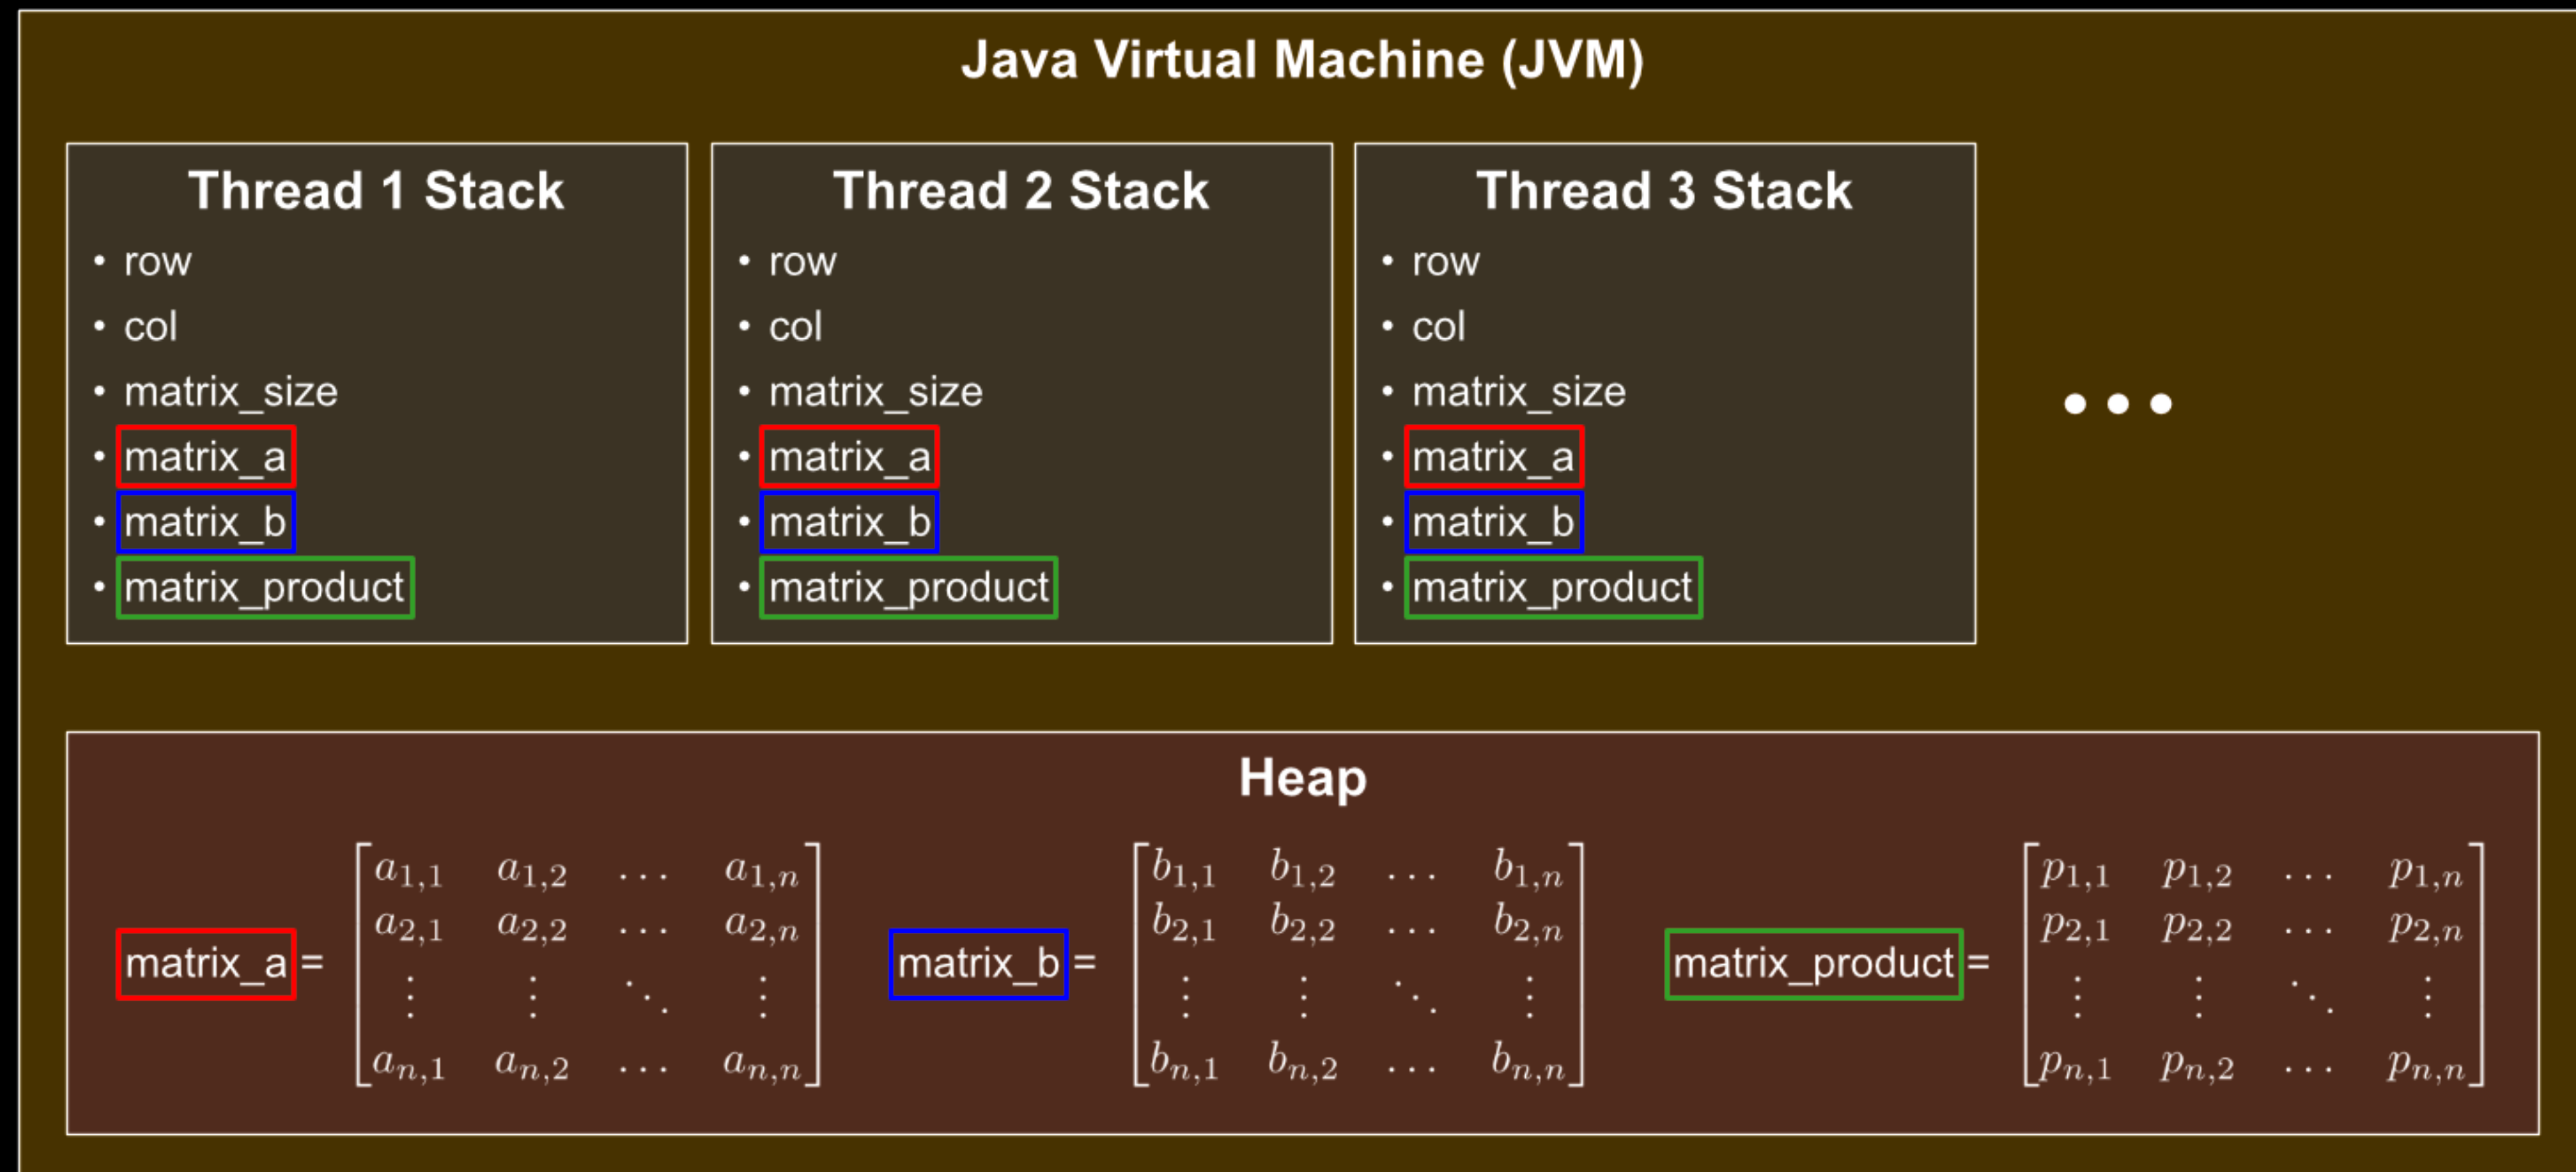 Java Virtual Machine (JVM)
Thread 1 Stack
• row
• col
• matrix_size
• matrix_a
• matrix_b
• matrix_product
Thread 2 Stack
• row
• col
• matrix_size
• matrix_a
• matrix_b
• matrix_product
Thread 3 Stack
• row
• col
• matrix_size
• matrix_a
• matrix_b
• matrix_product
• • •
Heap
matrix_a =
a1,1 a1,2 … a1,n
a2,1 a2,2 … a2,n
⋮ ⋮ ⋱ ⋮
an,1 an,2 … an,n
matrix_b =
b1,1 b1,2 … b1,n
b2,1 b2,2 … b2,n
⋮ ⋮ ⋱ ⋮
bn,1 bn,2 … bn,n
matrix_product =
p1,1 p1,2 … p1,n
p2,1 p2,2 … p2,n
⋮ ⋮ ⋱ ⋮
pn,1 pn,2 … pn,n